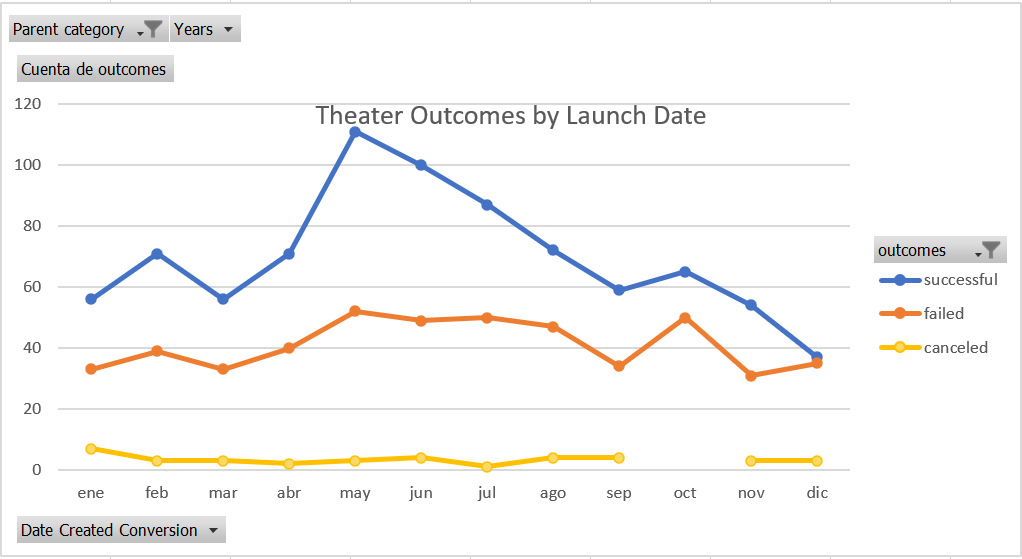 Parent category Years
Cuenta de outcomes
Theater Outcomes by Launch Date
120
100
80
60
40
20
0
ene feb mar abr may jun jul ago sep oct nov dic
outcomes
successful
failed
canceled
Date Created Conversion